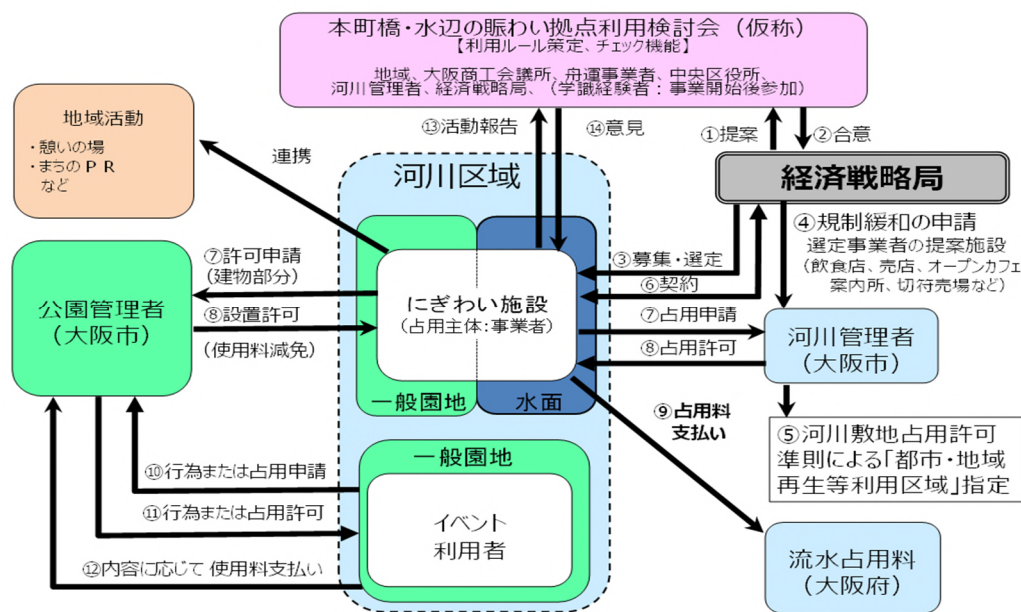 本町橋・水辺の賑わい拠点利用検討会（仮称）
【利用ルール策定、チェック機能】
地域、大阪商工会議所、舟運事業者、中央区役所、
河川管理者、経済戦略局、（学識経験者：事業開始後参加）
地域活動
・憩いの場
・まちのＰＲ
など
連携
⑬活動報告
⑭意見
①提案
②合意
経済戦略局
河川区域
④規制緩和の申請
選定事業者の提案施設
（飲食店、売店、オープンカフェ
案内所、切符売場など）
③募集・選定
⑥契約
⑦許可申請
（建物部分）
公園管理者
（大阪市）
⑧設置許可
（使用料減免）
にぎわい施設
（占用主体：事業者）
⑦占用申請
⑧占用許可
河川管理者
（大阪市）
一般園地
水面
⑨占用料
支払い
⑤河川敷地占用許可
準則による「都市・地域
再生等利用区域」指定
一般園地
⑩行為または占用申請
⑪行為または占用許可
イベント
利用者
⑫内容に応じて 使用料支払い
流水占用料
（大阪府）